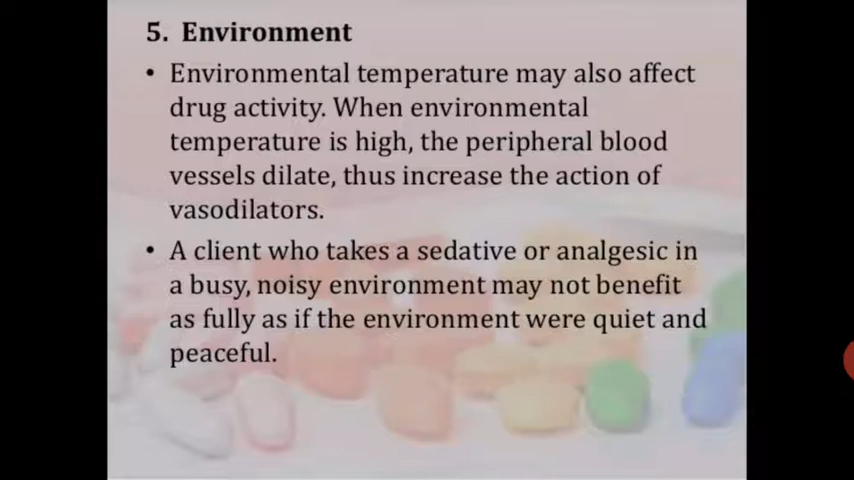 5. Environment
• Environmental temperature may also affect
drug activity. When environmental
temperature is high, the peripheral blood
vessels dilate, thus increase the action of
vasodilators.
• A client who takes a sedative or analgesic in
a busy, noisy environment may not benefit
as fully as if the environment were quiet and
peaceful.